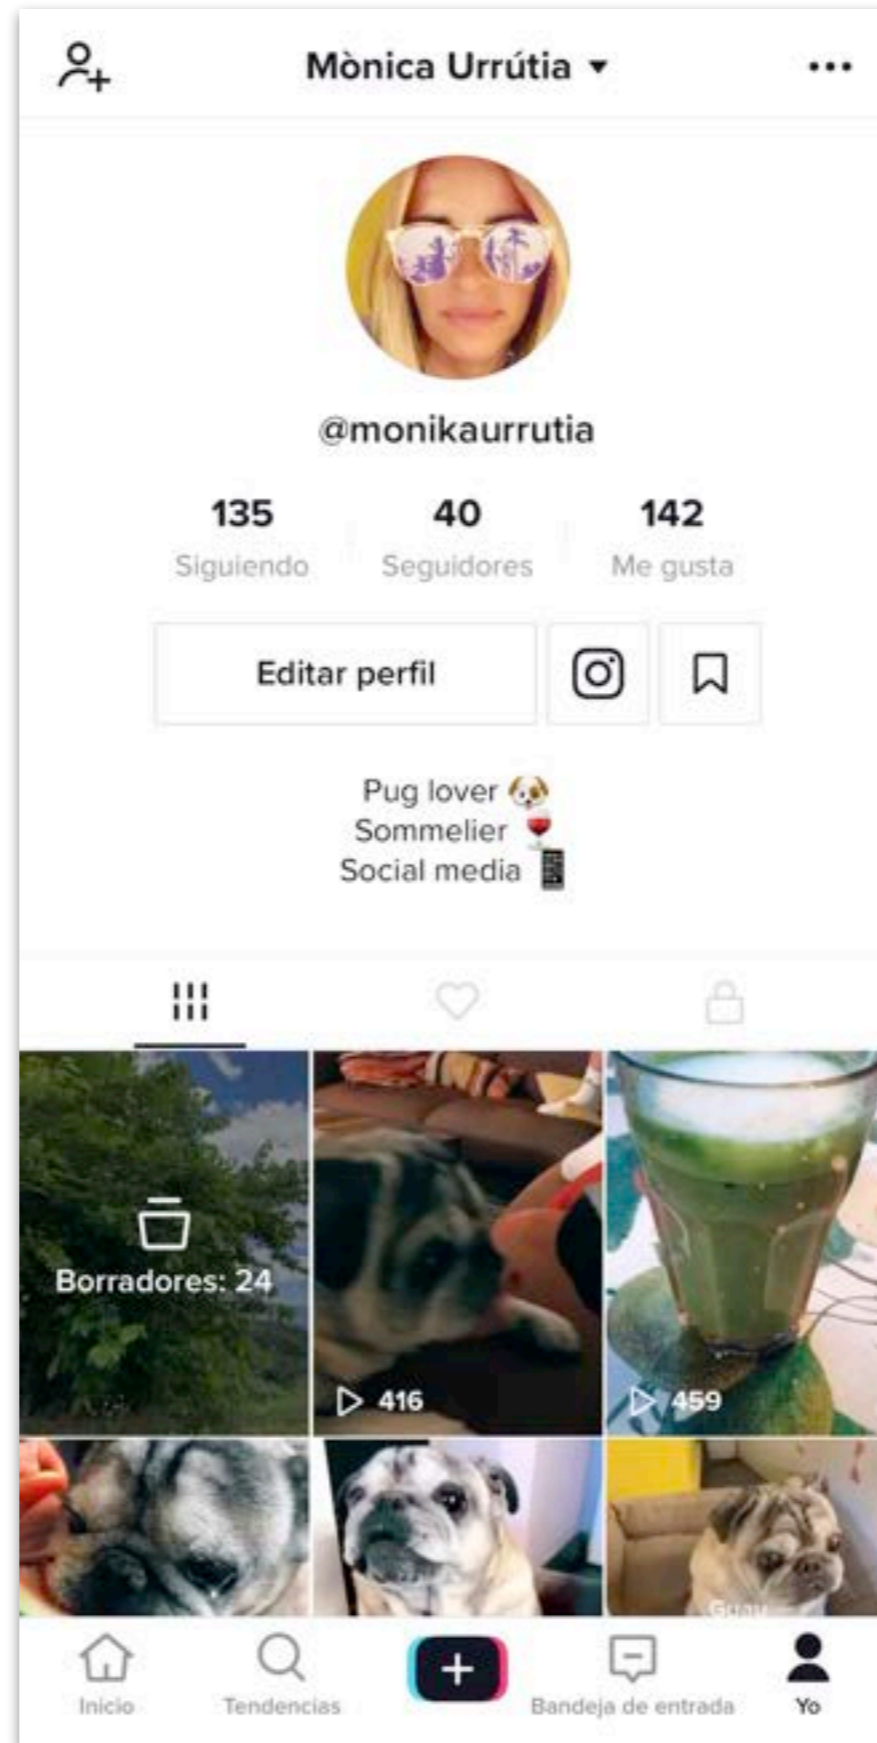 Mònica Urrútia
@monikaurrutia
135 40 142
Siguiendo Seguidores Me gusta
Editar perfil
Pug lover
Sommelier
Social media
Borradores: 24
416
459
Guau
Inicio Tendencias Bandeja de entrada Yo